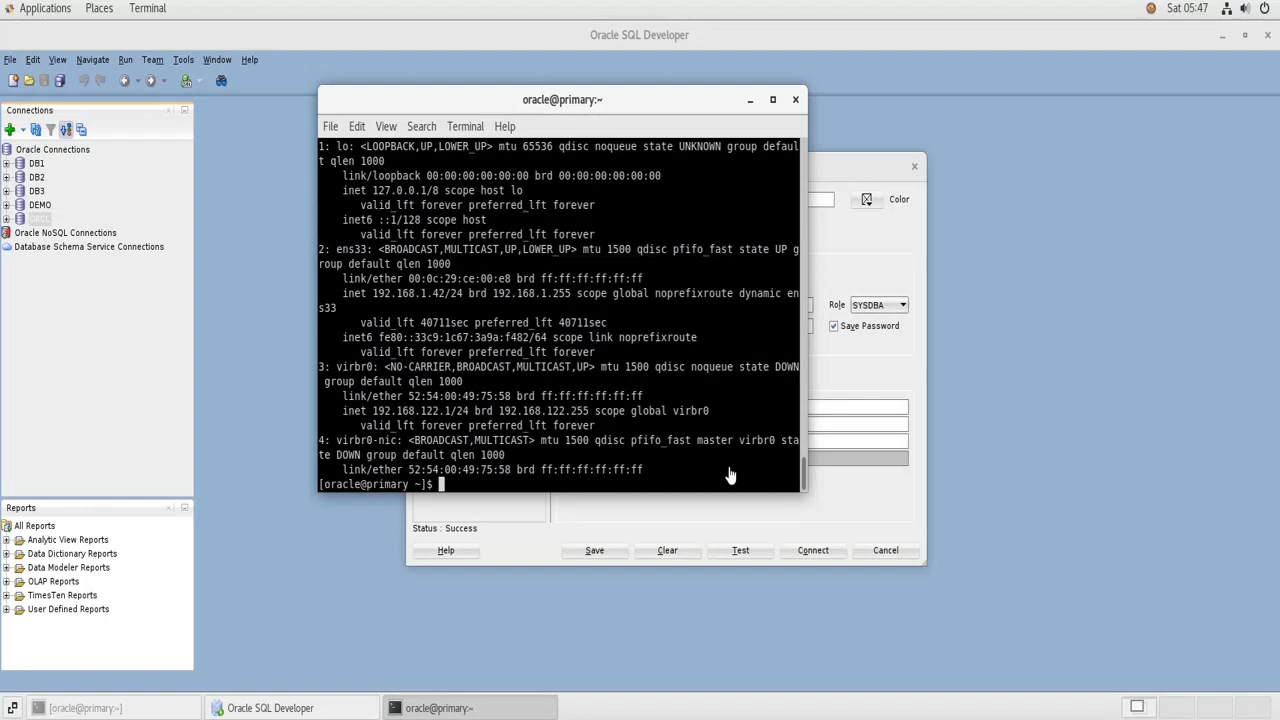 Applications Places Terminal Sat 05:47
Oracle SQL Developer
File Edit View Navigate Run Team Tools Window Help
Connections
Oracle Connections
DB1
DB2
DB3
DEMO
Oracle NoSQL Connections
Database Schema Service Connections
Reports
All Reports
Analytic View Reports
Data Dictionary Reports
Data Modeler Reports
OLAP Reports
TimesTen Reports
User Defined Reports
oracle@primary:~
File Edit View Search Terminal Help
1: lo: <LOOPBACK,UP,LOWER_UP> mtu 65536 qdisc noqueue state UNKNOWN group defaul
t qlen 1000
link/loopback 00:00:00:00:00:00 brd 00:00:00:00:00:00
inet 127.0.0.1/8 scope host lo
valid_lft forever preferred_lft forever
inet6 ::1/128 scope host
valid_lft forever preferred_lft forever
2: ens33: <BROADCAST,MULTICAST,UP,LOWER_UP> mtu 1500 qdisc pfifo_fast state UP g
roup default qlen 1000
link/ether 00:0c:29:ce:00:e8 brd ff:ff:ff:ff:ff:ff
inet 192.168.1.42/24 brd 192.168.1.255 scope global noprefixroute dynamic en
s33
valid_lft 40711sec preferred_lft 40711sec
inet6 fe80::33c9:1c67:3a9a:f482/64 scope link noprefixroute
valid_lft forever preferred_lft forever
3: virbr0: <NO-CARRIER,BROADCAST,MULTICAST,UP> mtu 1500 qdisc noqueue state DOWN
group default qlen 1000
link/ether 52:54:00:49:75:58 brd ff:ff:ff:ff:ff:ff
inet 192.168.122.1/24 brd 192.168.122.255 scope global virbr0
valid_lft forever preferred_lft forever
4: virbr0-nic: <BROADCAST,MULTICAST> mtu 1500 qdisc pfifo_fast master virbr0 sta
te DOWN group default qlen 1000
link/ether 52:54:00:49:75:58 brd ff:ff:ff:ff:ff:ff
[oracle@primary ~]$
Color
Role SYSDBA
Save Password
Status : Success
Help Save Clear Test Connect Cancel
[oracle@primary:~] Oracle SQL Developer oracle@primary:~